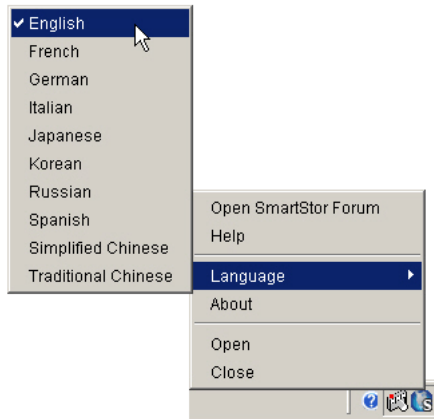 English
French
German
Italian
Japanese
Korean
Russian
Spanish
Simplified Chinese
Traditional Chinese
Open SmartStor Forum
Help
Language
About
Open
Close